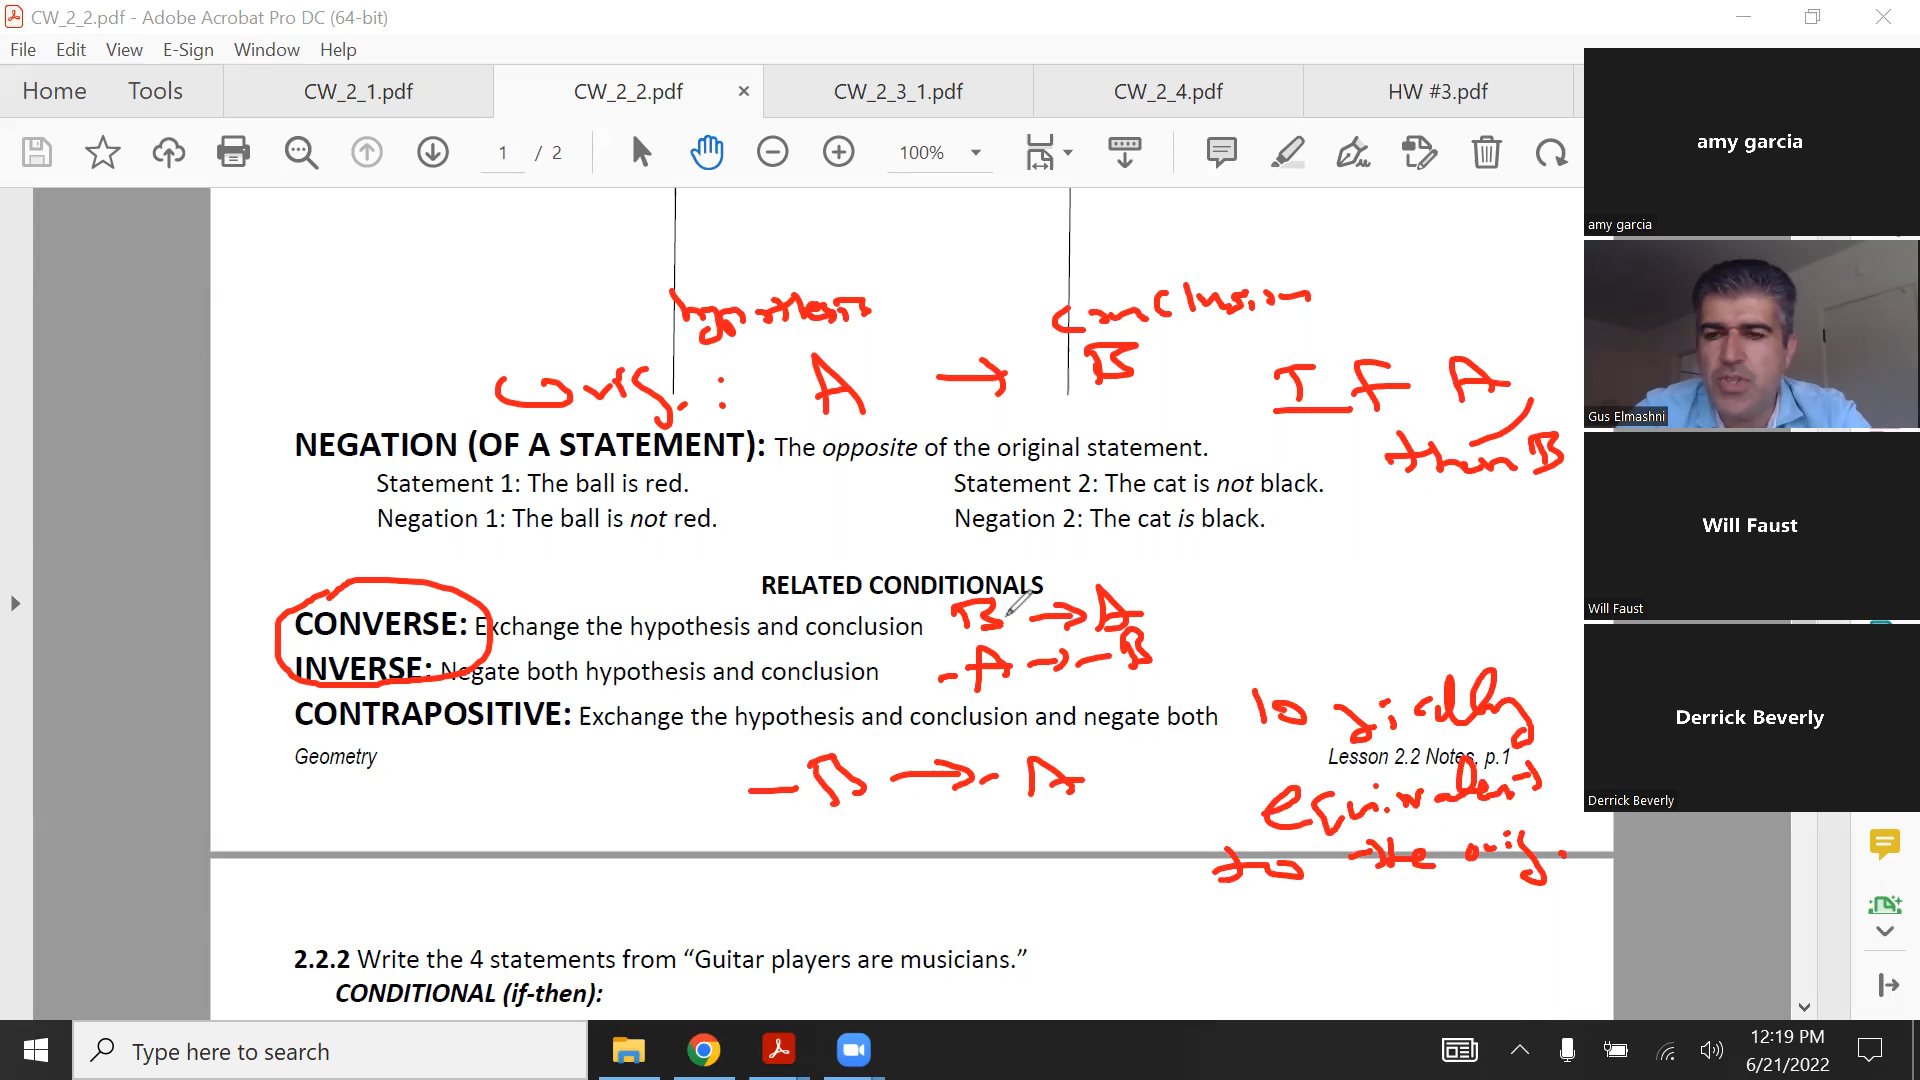 CW_2_2.pdf - Adobe Acrobat Pro DC (64-bit)
File Edit View E-Sign Window Help
Home Tools CW_2_1.pdf CW_2_2.pdf × CW_2_3_1.pdf CW_2_4.pdf HW #3.pdf
1 / 2 100%
amy garcia
amy garcia
Gus Elmashni
Will Faust
Will Faust
Derrick Beverly
Derrick Beverly
hypothesis conclusion
orig. : A → B IF A
then B
NEGATION (OF A STATEMENT): The opposite of the original statement.
Statement 1: The ball is red. Statement 2: The cat is not black.
Negation 1: The ball is not red. Negation 2: The cat is black.
RELATED CONDITIONALS
CONVERSE: Exchange the hypothesis and conclusion B → A
INVERSE: Negate both hypothesis and conclusion -A → -B
CONTRAPOSITIVE: Exchange the hypothesis and conclusion and negate both logically
Geometry Lesson 2.2 Notes, p.1
-B → -A equivalent
to the orig.
2.2.2 Write the 4 statements from “Guitar players are musicians.”
CONDITIONAL (if-then):
Type here to search
12:19 PM
6/21/2022